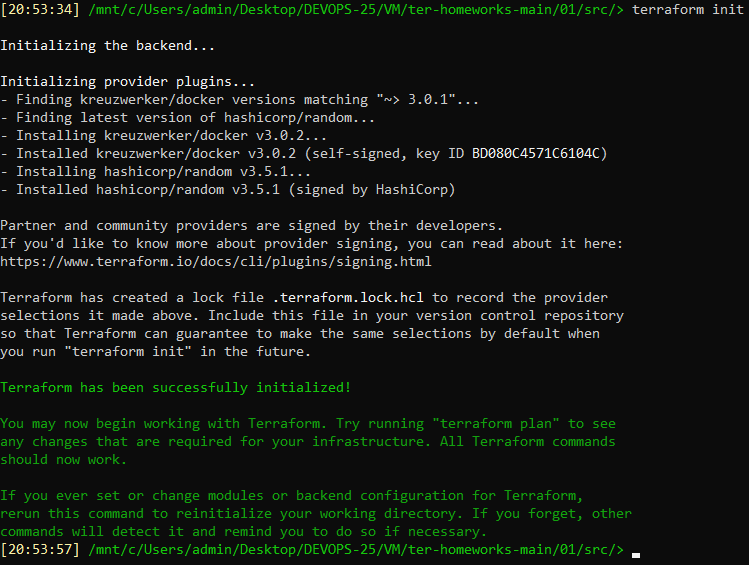 [20:53:34] /mnt/c/Users/admin/Desktop/DEVOPS-25/VM/ter-homeworks-main/01/src/> terraform init
Initializing the backend...
Initializing provider plugins...
- Finding kreuzwerker/docker versions matching "~> 3.0.1"...
- Finding latest version of hashicorp/random...
- Installing kreuzwerker/docker v3.0.2...
- Installed kreuzwerker/docker v3.0.2 (self-signed, key ID BD080C4571C6104C)
- Installing hashicorp/random v3.5.1...
- Installed hashicorp/random v3.5.1 (signed by HashiCorp)
Partner and community providers are signed by their developers.
If you'd like to know more about provider signing, you can read about it here:
https://www.terraform.io/docs/cli/plugins/signing.html
Terraform has created a lock file .terraform.lock.hcl to record the provider
selections it made above. Include this file in your version control repository
so that Terraform can guarantee to make the same selections by default when
you run "terraform init" in the future.
Terraform has been successfully initialized!
You may now begin working with Terraform. Try running "terraform plan" to see
any changes that are required for your infrastructure. All Terraform commands
should now work.
If you ever set or change modules or backend configuration for Terraform,
rerun this command to reinitialize your working directory. If you forget, other
commands will detect it and remind you to do so if necessary.
[20:53:57] /mnt/c/Users/admin/Desktop/DEVOPS-25/VM/ter-homeworks-main/01/src/>